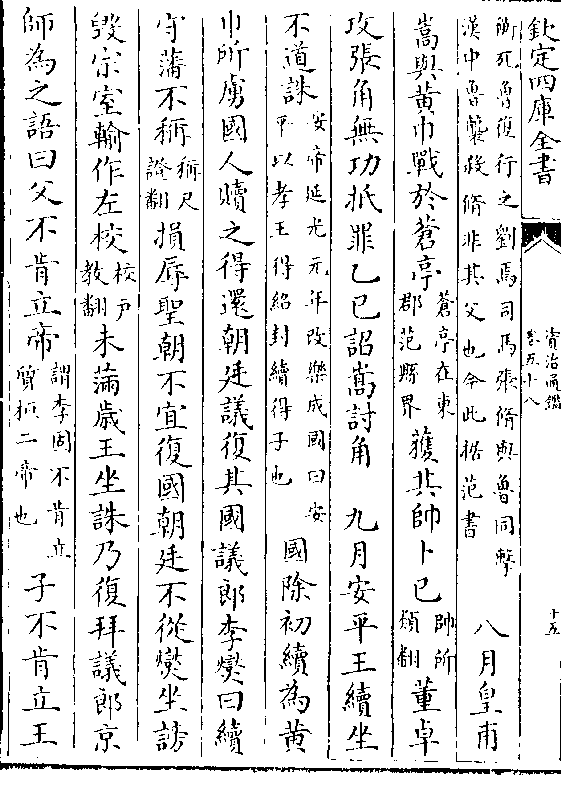 欽定四庫全書
資治通鑑
卷五十八
十五
衡死魯復行之劉焉司馬張脩與魯同擊
漢中魯襲殺脩非其父也今此據范書
八月皇甫
嵩與黄巾戰於蒼亭
蒼亭在東
郡范縣界
獲其帥卜巳
帥所
類翻
董卓
攻張角無功抵罪乙巳詔嵩討角　九月安平王續坐
不道誅
安帝延光元年改樂成國曰安
平以孝王得紹封續得子也
國除初續為黄
巾所虜國人贖之得還朝廷議復其國議郎李爕曰續
守藩不稱
稱尺
證翻
損辱聖朝不宜復國朝廷不從爕坐謗
毁宗室輸作左校
校户
教翻
未滿歲王坐誅乃復拜議郎京
師為之語曰父不肯立帝
謂李固不肯立
質桓二帝也
子不肯立王